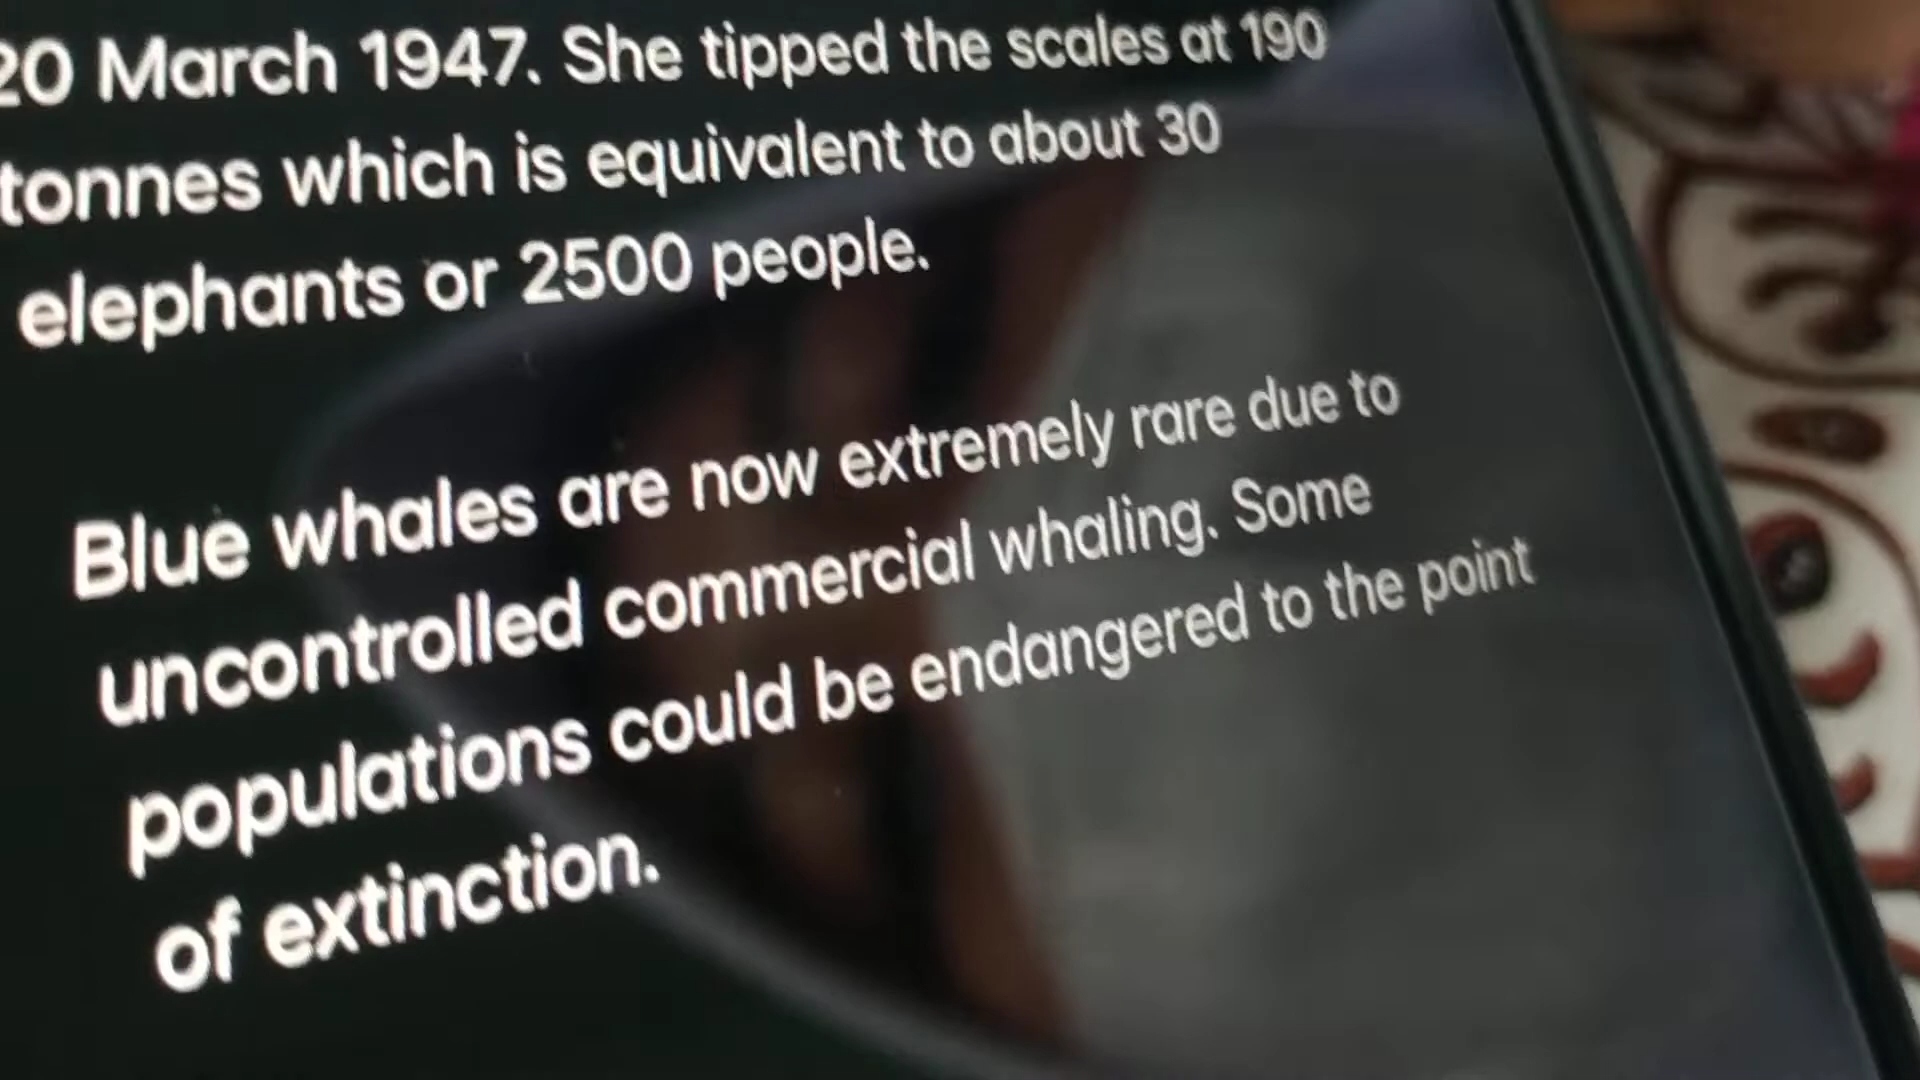 20 March 1947. She tipped the scales at 190
tonnes which is equivalent to about 30
elephants or 2500 people.
Blue whales are now extremely rare due to
uncontrolled commercial whaling. Some
populations could be endangered to the point
of extinction.